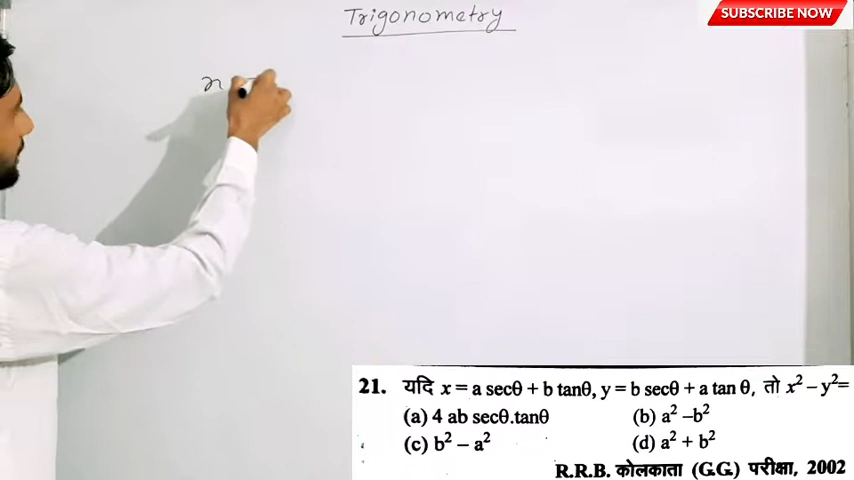 Trigonometry
SUBSCRIBE NOW
x
21. यदि x = a secθ + b tanθ, y = b secθ + a tan θ, तो x² – y²=
(a) 4 ab secθ.tanθ (b) a² –b²
(c) b² – a² (d) a² + b²
R.R.B. कोलकाता (G.G.) परीक्षा, 2002